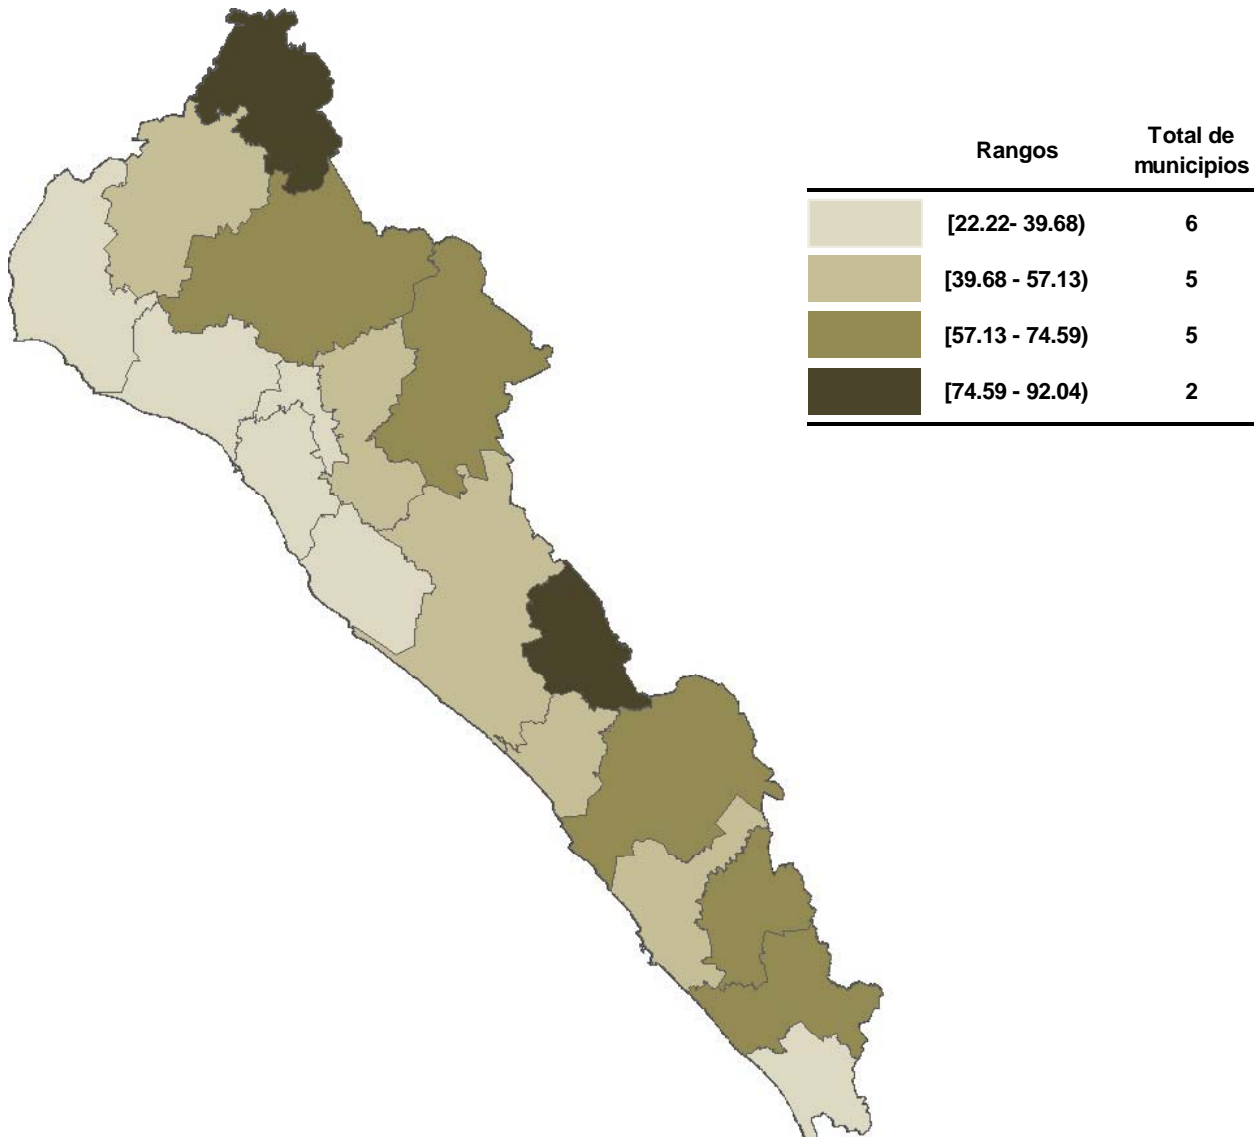 Rangos Total de
municipios
[22.22- 39.68) 6
[39.68 - 57.13) 5
[57.13 - 74.59) 5
[74.59 - 92.04) 2